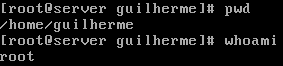 [root@server guilherme]# pwd
/home/guilherme
[root@server guilherme]# whoami
root